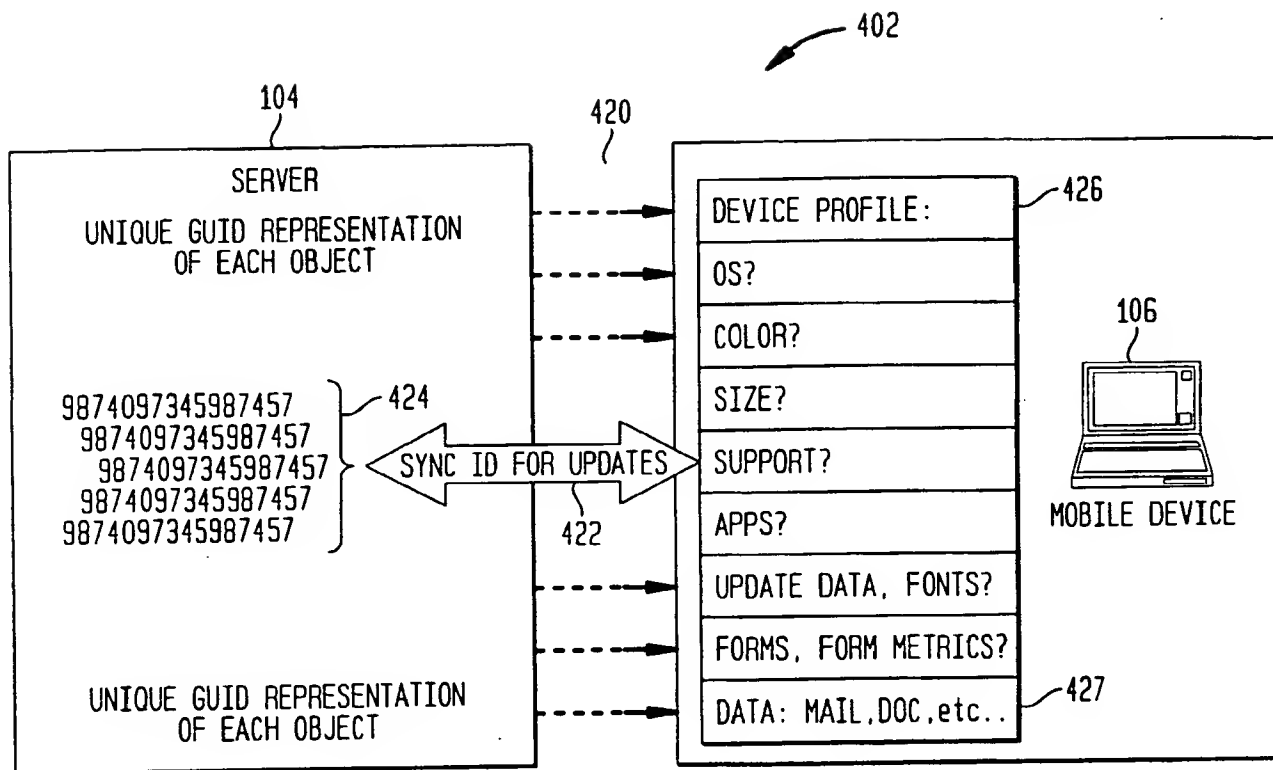 402
104
420
SERVER
UNIQUE GUID REPRESENTATION
OF EACH OBJECT
9874097345987457
9874097345987457
9874097345987457
9874097345987457
9874097345987457
424
SYNC ID FOR UPDATES
422
UNIQUE GUID REPRESENTATION
OF EACH OBJECT
DEVICE PROFILE:
426
OS?
COLOR?
SIZE?
SUPPORT?
APPS?
UPDATE DATA, FONTS?
FORMS, FORM METRICS?
DATA: MAIL,DOC,etc..
427
106
MOBILE DEVICE